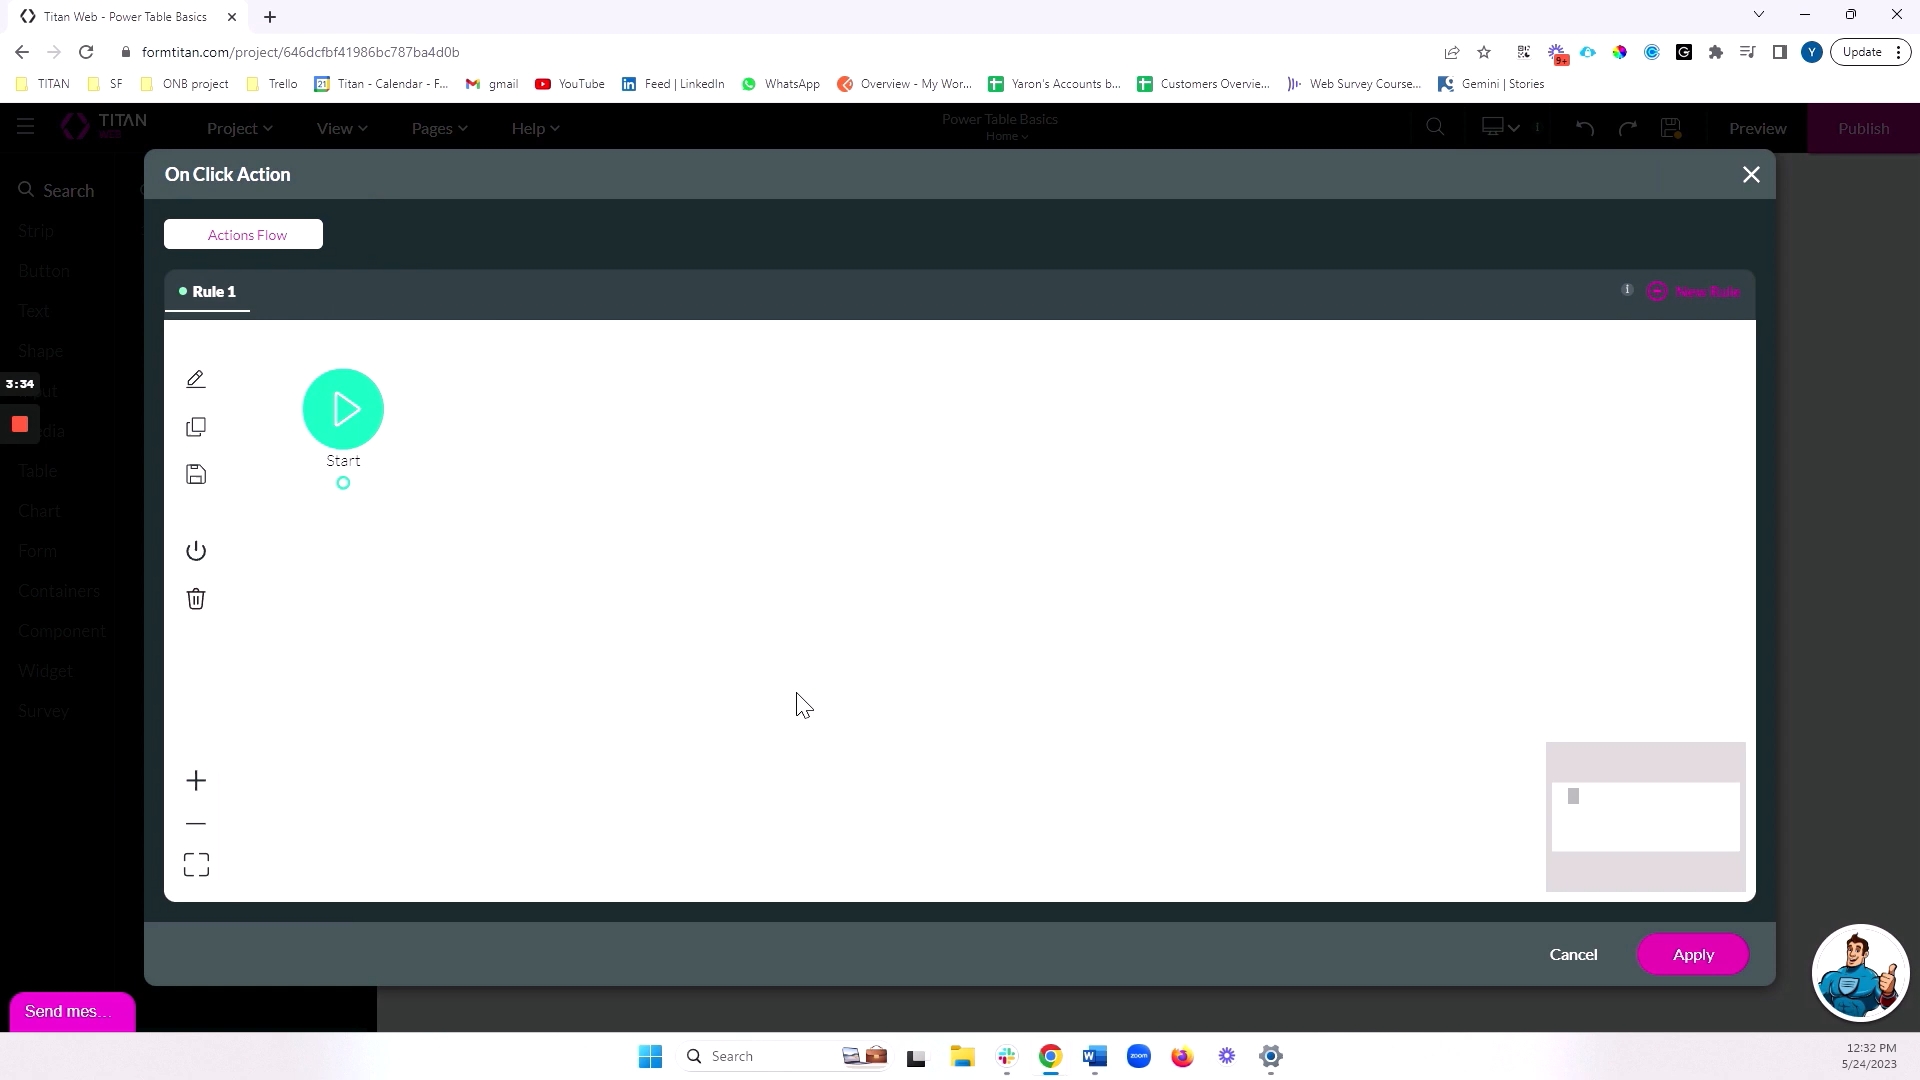 Titan Web - Power Table Basics
formtitan.com/project/646dcfbf41986bc787ba4d0b
9+
Y
Update
TITAN
SF
ONB project
Trello
21
Titan - Calendar - F...
gmail
YouTube
Feed | LinkedIn
WhatsApp
Overview - My Wor...
Yaron's Accounts b...
Customers Overvie...
Web Survey Course...
Gemini | Stories
TITAN
Project
View
Pages
Help
Power Table Basics
Home
Preview
Publish
On Click Action
Search
Actions Flow
Strip
Button
Rule 1
New Rule
Text
Shape
3:34
Table
Start
Chart
Form
Containers
Component
Widget
Survey
Cancel
Apply
Send mes...
Search
zoom
12:32 PM
5/24/2023